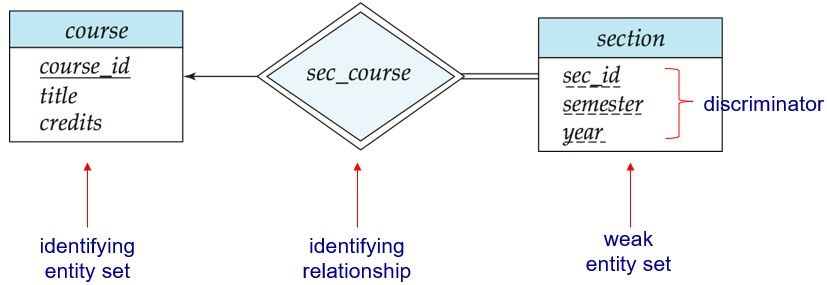 course
course_id
title
credits
sec_course
section
sec_id
semester
year
discriminator
identifying
entity set
identifying
relationship
weak
entity set